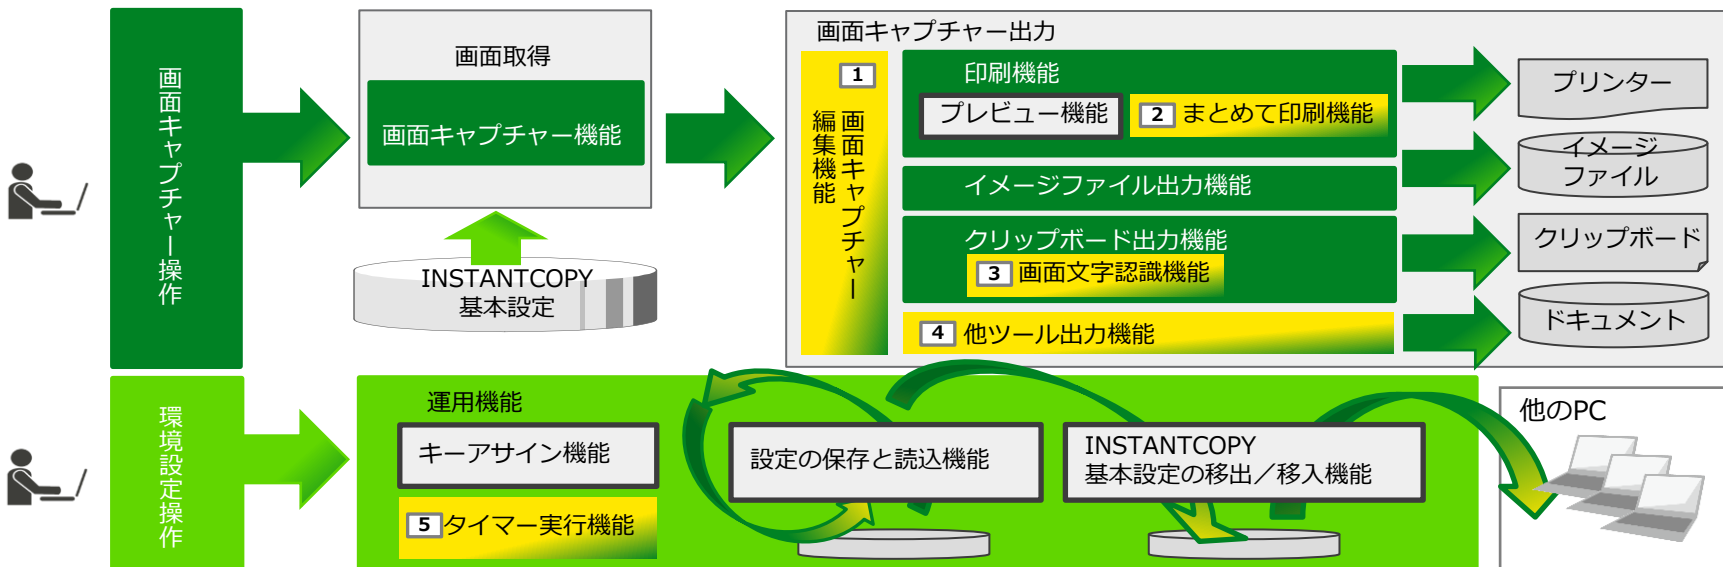 画面キャプチャー操作
画面取得
画面キャプチャー機能
INSTANTCOPY
基本設定
画面キャプチャー出力
1
画面キャプチャー
編集機能
印刷機能
プレビュー機能
2 まとめて印刷機能
イメージファイル出力機能
クリップボード出力機能
3 画面文字認識機能
4 他ツール出力機能
プリンター
イメージ
ファイル
クリップボード
ドキュメント
環境設定操作
運用機能
キーアサイン機能
5 タイマー実行機能
設定の保存と読込機能
INSTANTCOPY
基本設定の移出／移入機能
他のPC